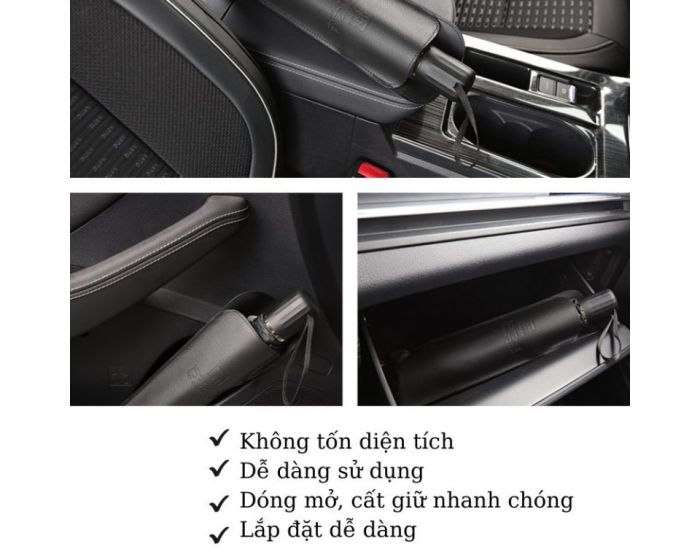 Không tốn diện tích
Dễ dàng sử dụng
Dóng mở, cất giữ nhanh chóng
Lắp đặt dễ dàng